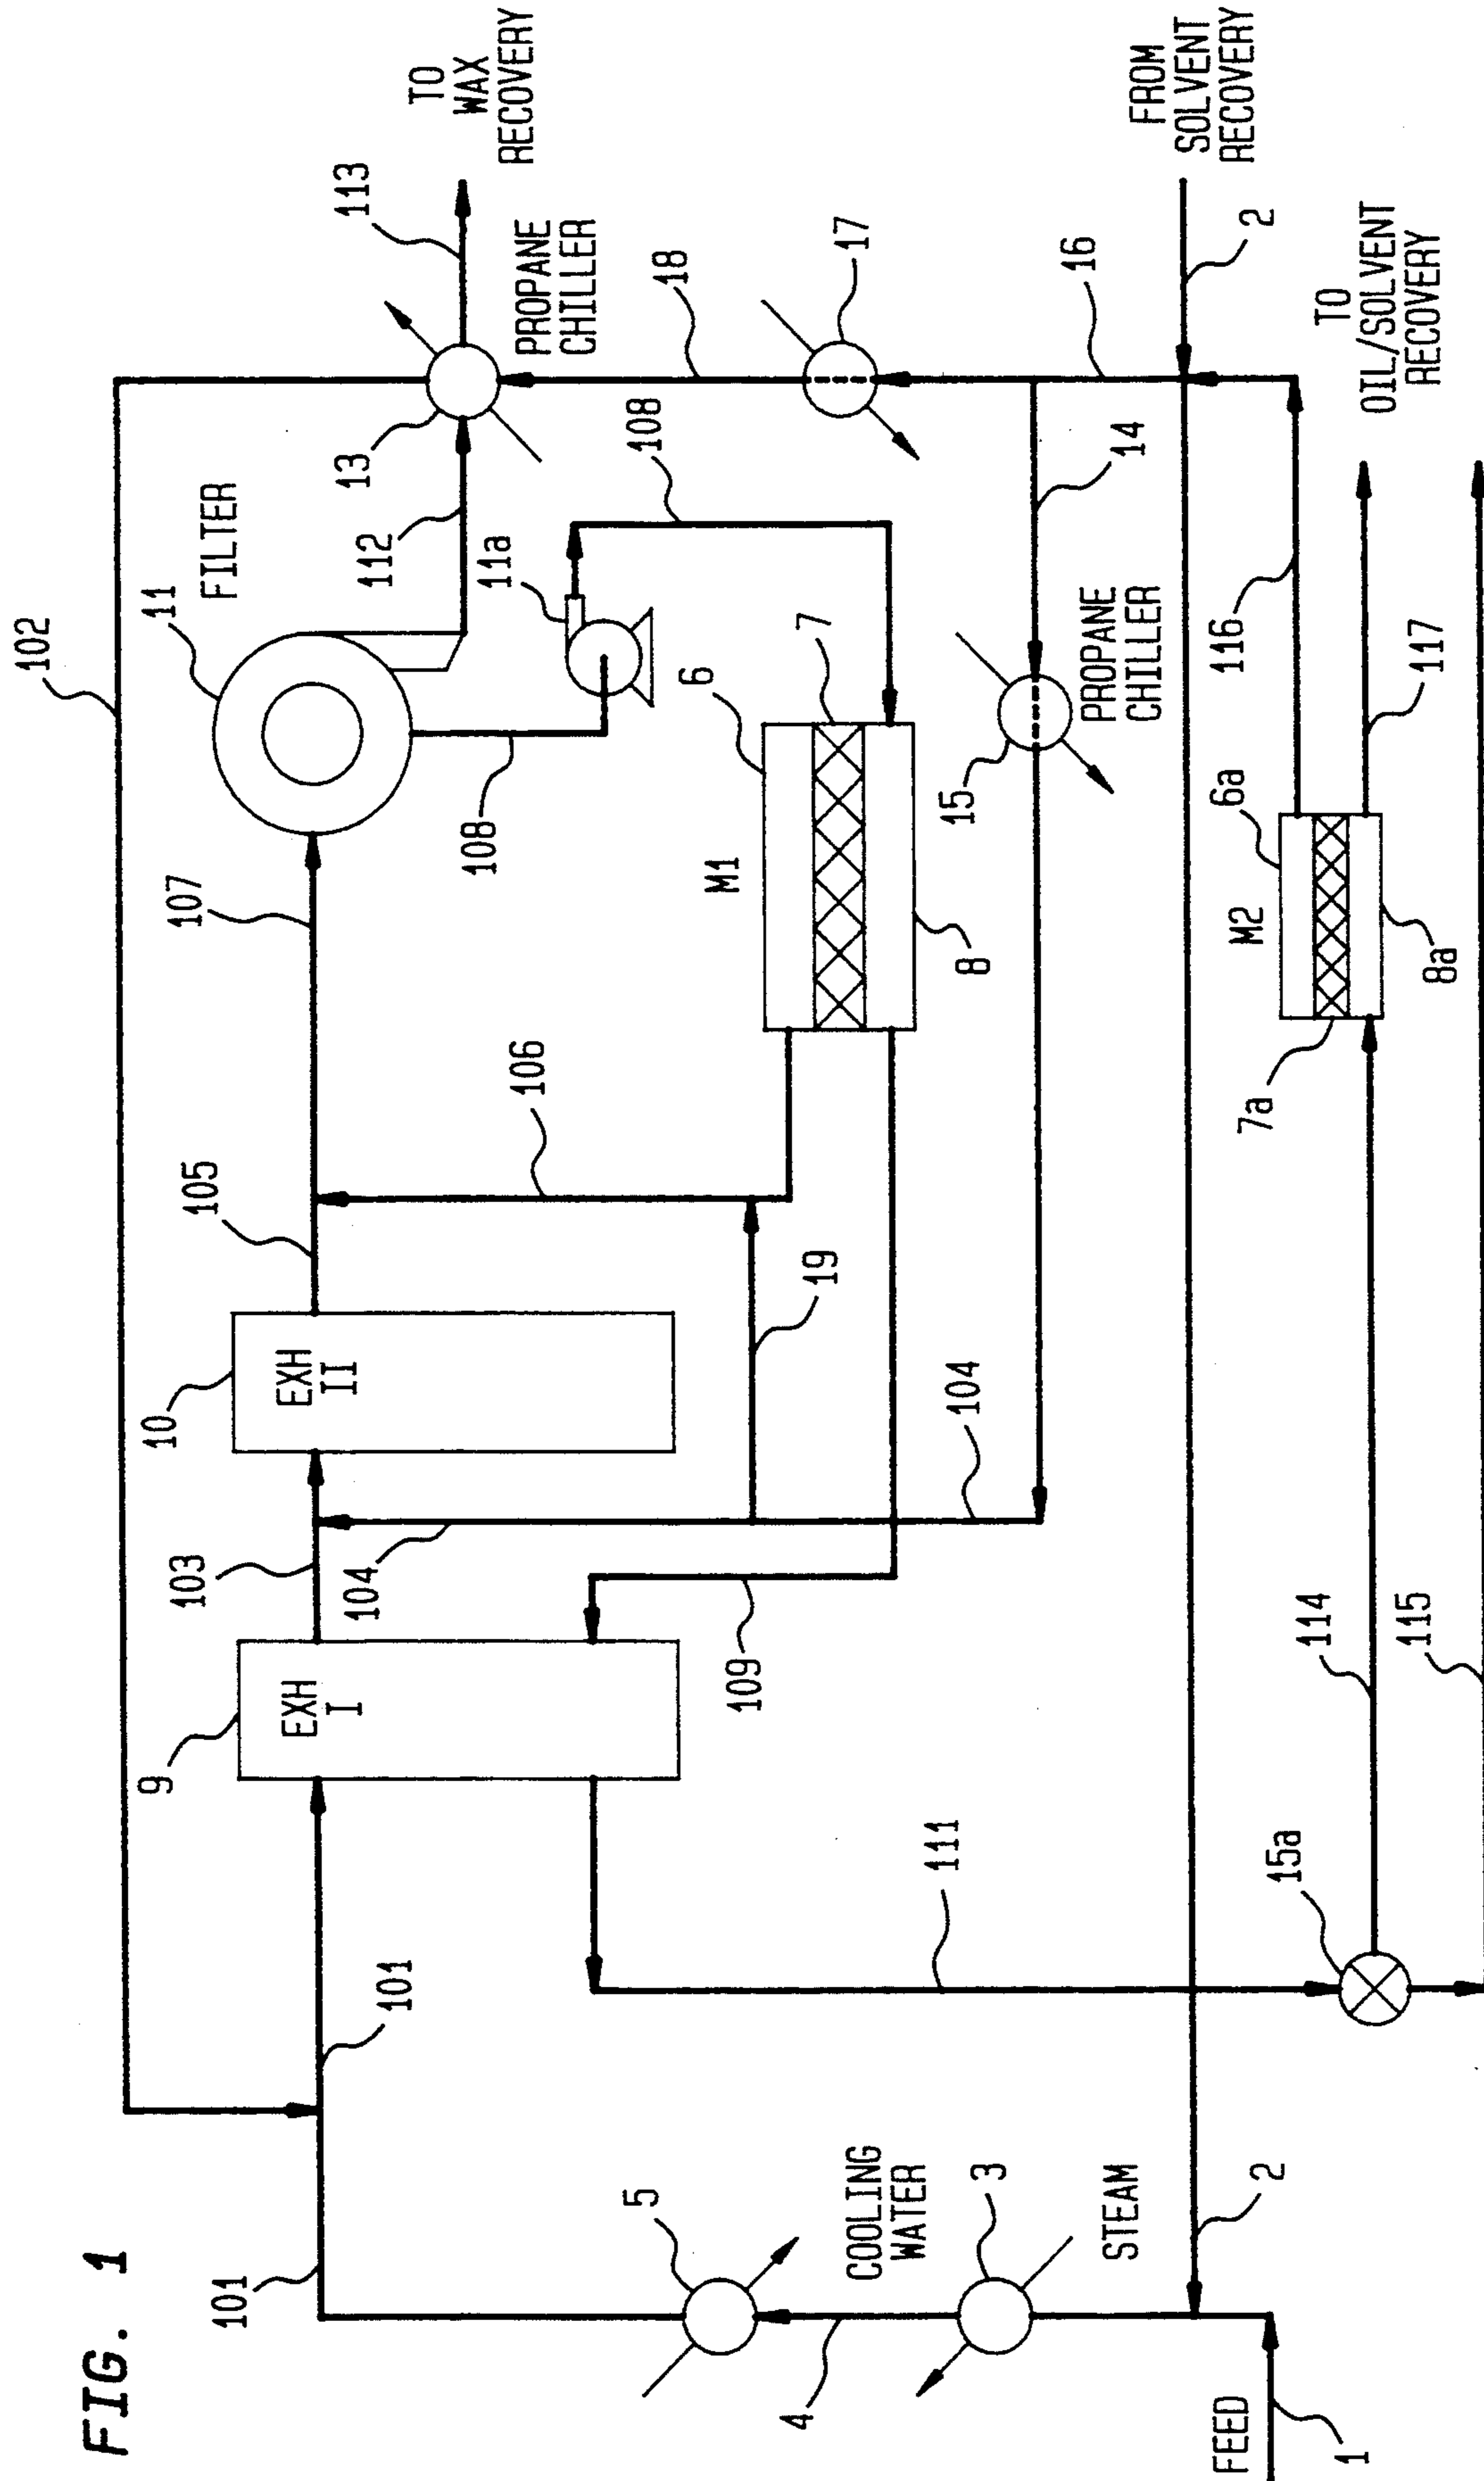 FIG. 1
102
TO
WAX
RECOVERY
113
PROPANE
CHILLER
13
112
FILTER
11
11a
108
108
107
105
106
EXH
II
10
103
104
EXH
I
9
101
101
18
17
16
14
FROM
SOLVENT
RECOVERY
2
7
6
M1
8
PROPANE
CHILLER
15
19
104
109
111
5
COOLING
WATER
3
STEAM
2
4
FEED
1
TO
OIL/SOLVENT
RECOVERY
116
117
6a
M2
8a
7a
114
115
15a